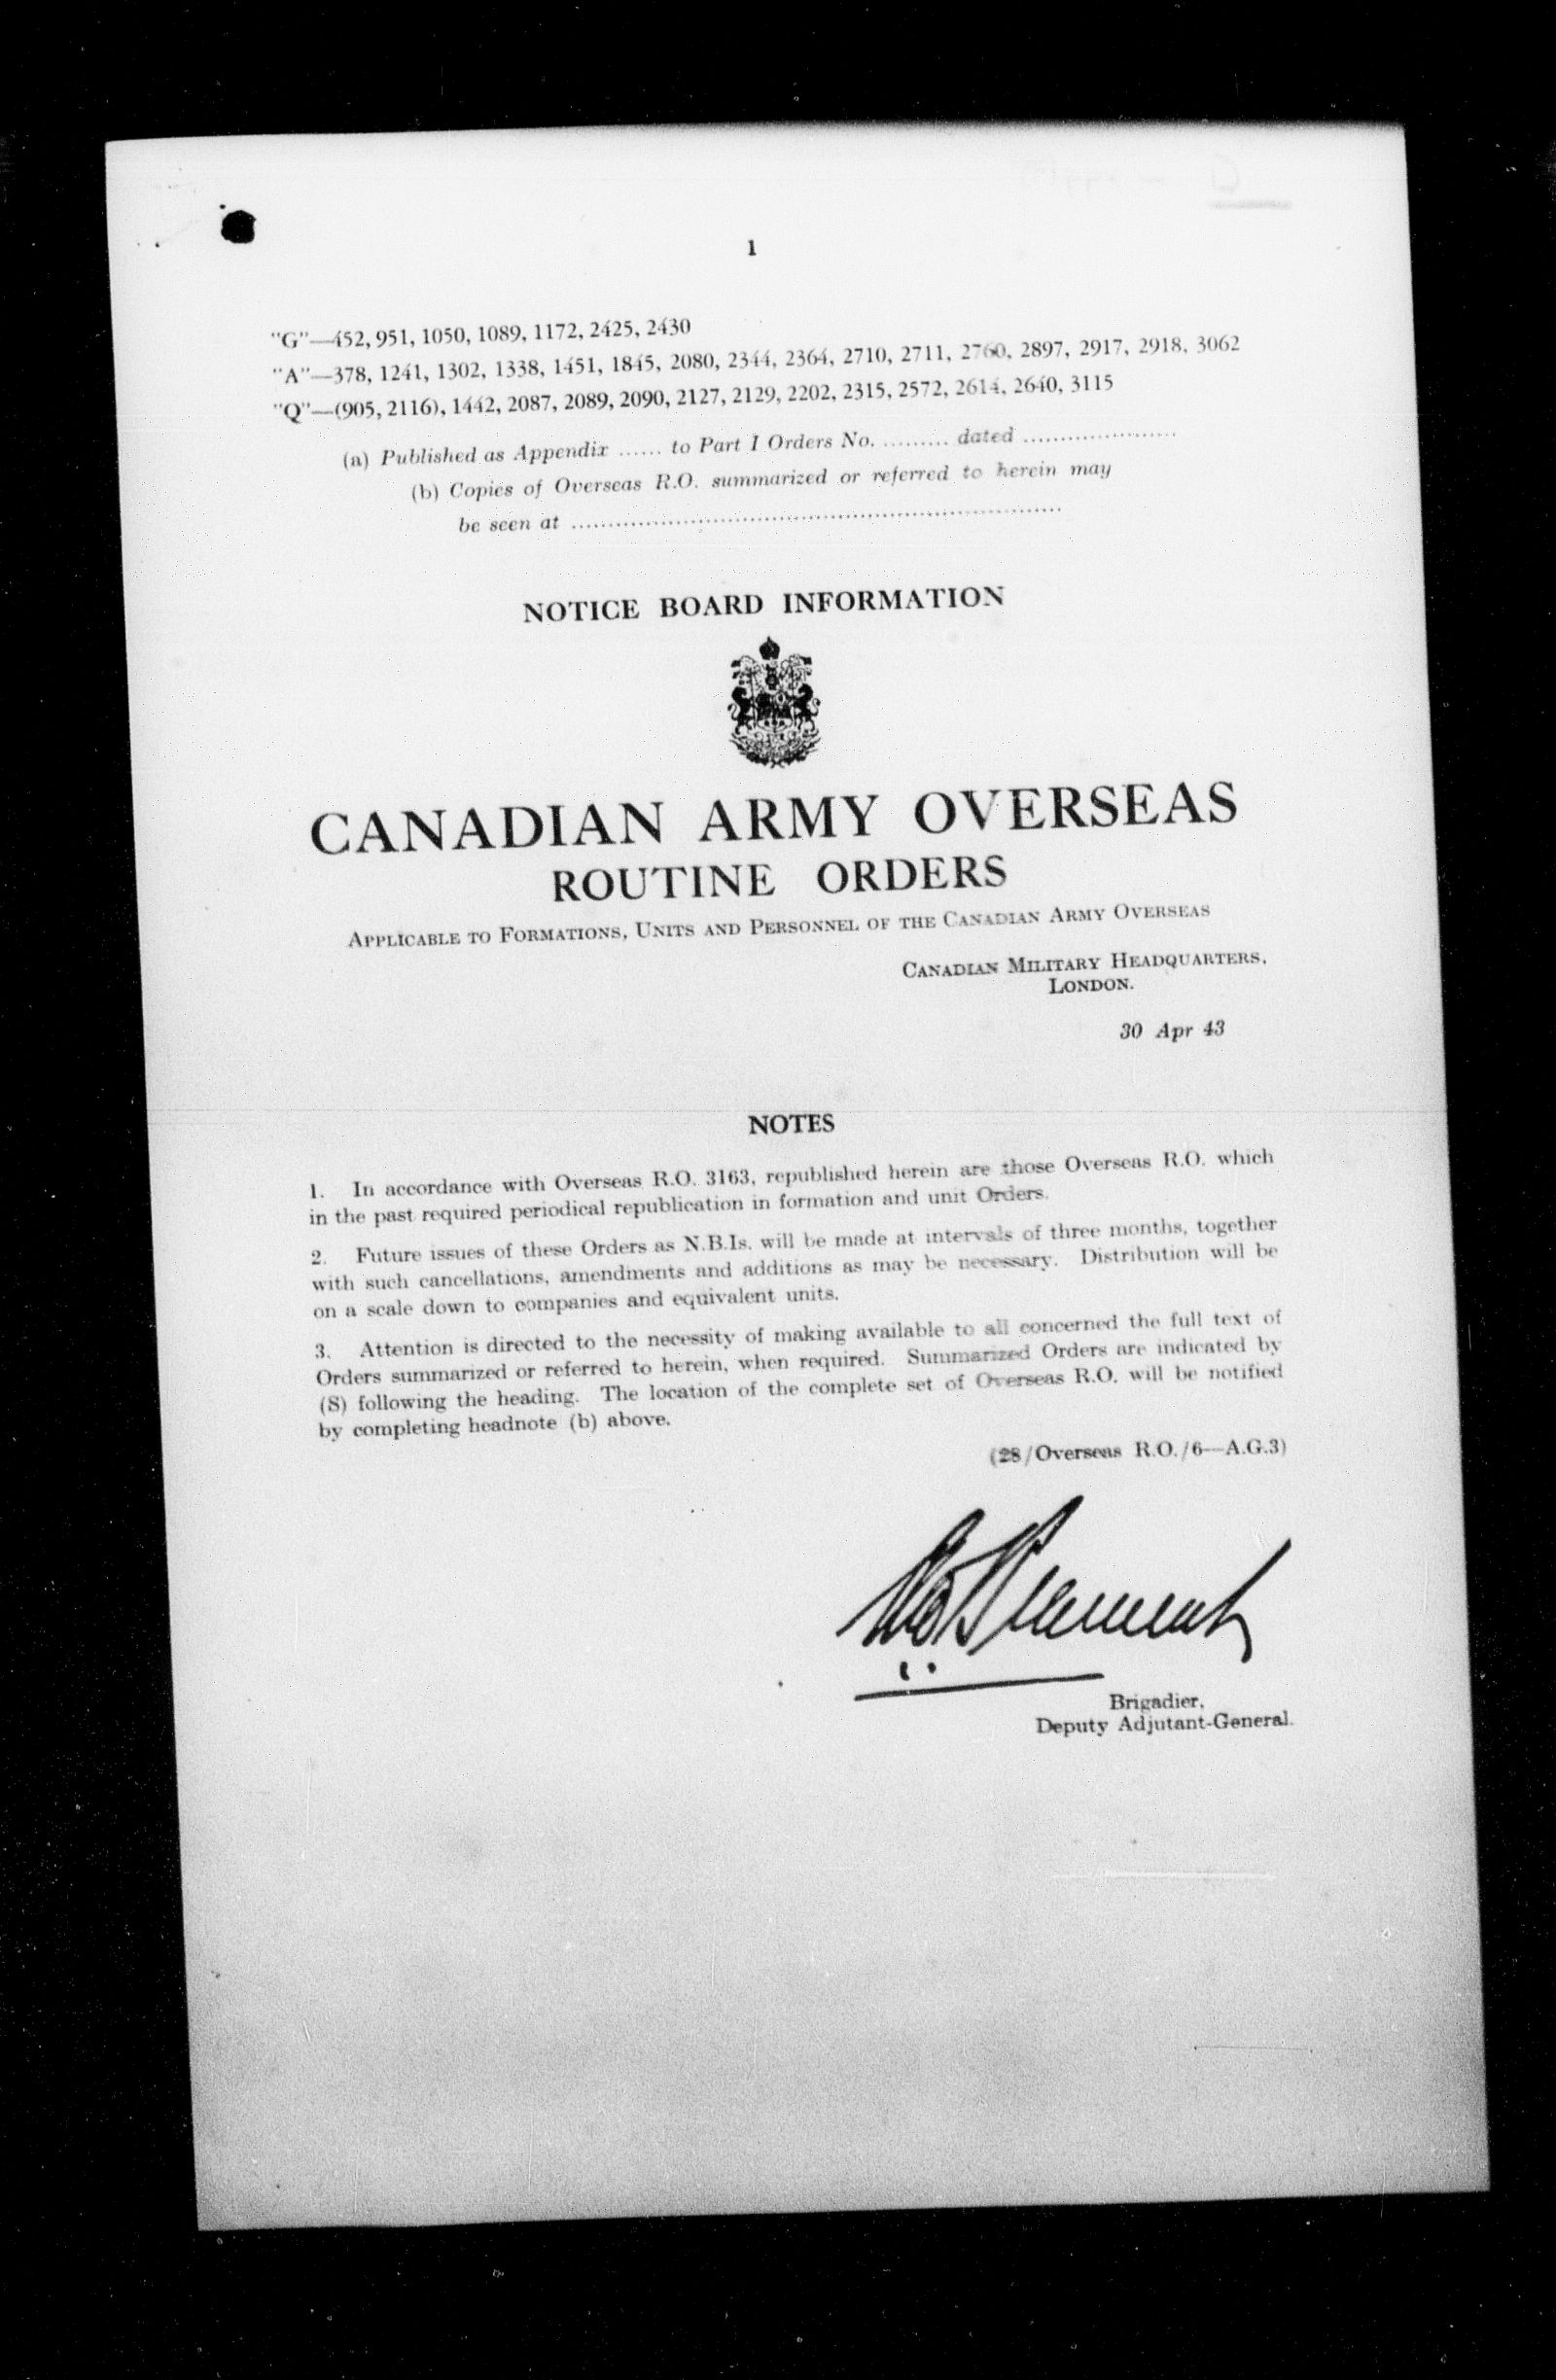 1
"G"—452, 951, 1050, 1089, 1172, 2425, 2430
"A"—378, 1241, 1302, 1338, 1451, 1845, 2080, 2344, 2364, 2710, 2711, 2760, 2897, 2917, 2918, 3062
"Q"—(905, 2116), 1442, 2087, 2089, 2090, 2127, 2129, 2202, 2315, 2572, 2614, 2640, 3115
(a) Published as Appendix ...... to Part I Orders No. ......... dated .....................
(b) Copies of Overseas R.O. summarized or referred to herein may
be seen at ....................................................................
NOTICE BOARD INFORMATION
CANADIAN ARMY OVERSEAS
ROUTINE ORDERS
APPLICABLE TO FORMATIONS, UNITS AND PERSONNEL OF THE CANADIAN ARMY OVERSEAS
CANADIAN MILITARY HEADQUARTERS,
LONDON.
30 Apr 43
NOTES
1. In accordance with Overseas R.O. 3163, republished herein are those Overseas R.O. which
in the past required periodical republication in formation and unit Orders.
2. Future issues of these Orders as N.B.Is. will be made at intervals of three months, together
with such cancellations, amendments and additions as may be necessary. Distribution will be
on a scale down to companies and equivalent units.
3. Attention is directed to the necessity of making available to all concerned the full text of
Orders summarized or referred to herein, when required. Summarized Orders are indicated by
(S) following the heading. The location of the complete set of Overseas R.O. will be notified
by completing headnote (b) above.
(28/Overseas R.O./6—A.G.3)
Brigadier,
Deputy Adjutant-General.